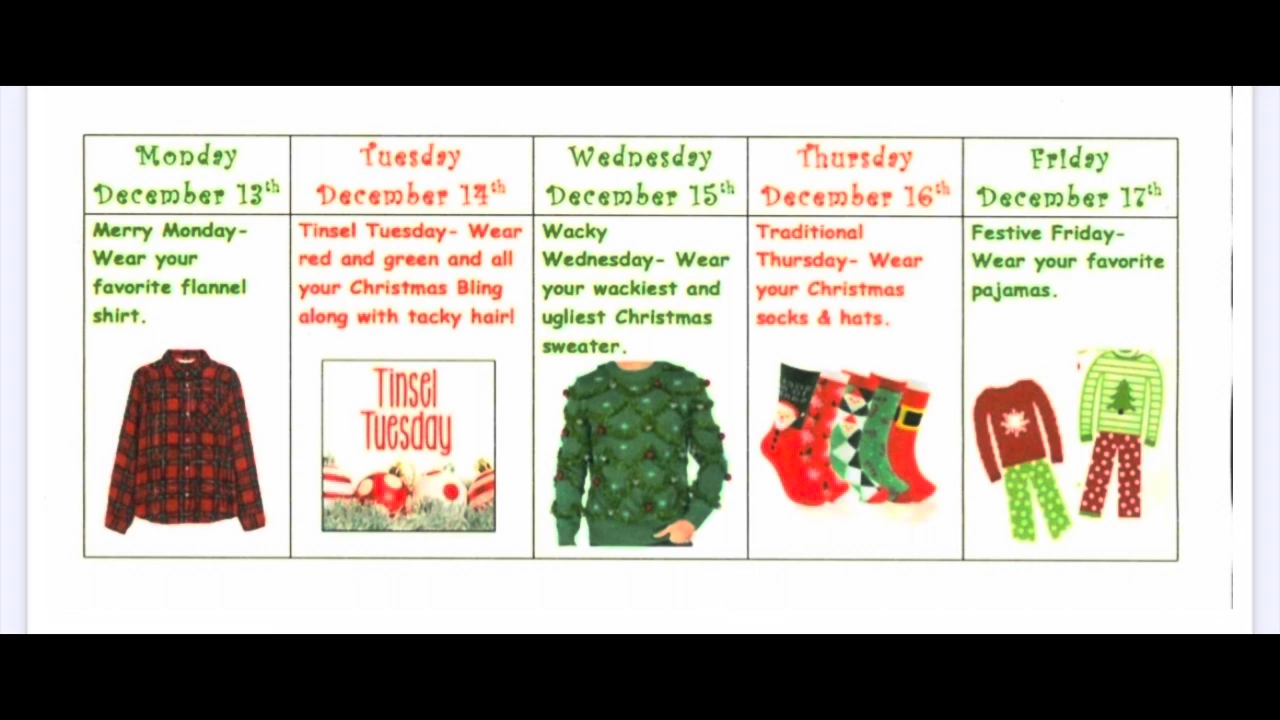 Monday
December 13th
Tuesday
December 14th
Wednesday
December 15th
Thursday
December 16th
Friday
December 17th
Merry Monday-
Wear your
favorite flannel
shirt.
Tinsel Tuesday- Wear
red and green and all
your Christmas Bling
along with tacky hair!
Tinsel
Tuesday
Wacky
Wednesday- Wear
your wackiest and
ugliest Christmas
sweater.
Traditional
Thursday- Wear
your Christmas
socks & hats.
Festive Friday-
Wear your favorite
pajamas.